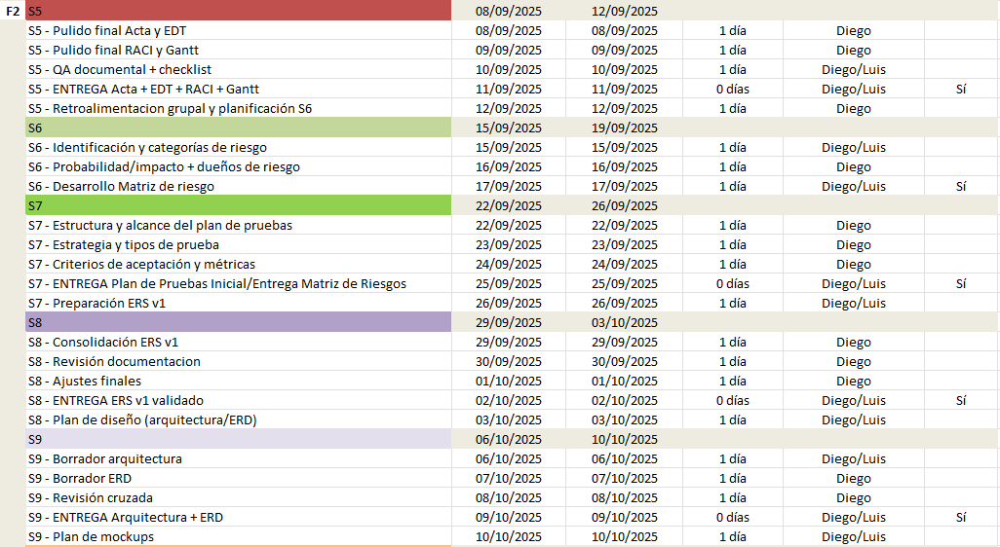 F2 S5 08/09/2025 12/09/2025
S5 - Pulido final Acta y EDT 08/09/2025 08/09/2025 1 día Diego
S5 - Pulido final RACI y Gantt 09/09/2025 09/09/2025 1 día Diego
S5 - QA documental + checklist 10/09/2025 10/09/2025 1 día Diego/Luis
S5 - ENTREGA Acta + EDT + RACI + Gantt 11/09/2025 11/09/2025 0 días Diego/Luis Sí
S5 - Retroalimentacion grupal y planificación S6 12/09/2025 12/09/2025 1 día Diego
S6 15/09/2025 19/09/2025
S6 - Identificación y categorías de riesgo 15/09/2025 15/09/2025 1 día Diego/Luis
S6 - Probabilidad/impacto + dueños de riesgo 16/09/2025 16/09/2025 1 día Diego
S6 - Desarrollo Matriz de riesgo 17/09/2025 17/09/2025 1 día Diego/Luis Sí
S7 22/09/2025 26/09/2025
S7 - Estructura y alcance del plan de pruebas 22/09/2025 22/09/2025 1 día Diego
S7 - Estrategia y tipos de prueba 23/09/2025 23/09/2025 1 día Diego
S7 - Criterios de aceptación y métricas 24/09/2025 24/09/2025 1 día Diego
S7 - ENTREGA Plan de Pruebas Inicial/Entrega Matriz de Riesgos 25/09/2025 25/09/2025 0 días Diego/Luis Sí
S7 - Preparación ERS v1 26/09/2025 26/09/2025 1 día Diego/Luis
S8 29/09/2025 03/10/2025
S8 - Consolidación ERS v1 29/09/2025 29/09/2025 1 día Diego
S8 - Revisión documentacion 30/09/2025 30/09/2025 1 día Diego
S8 - Ajustes finales 01/10/2025 01/10/2025 1 día Diego
S8 - ENTREGA ERS v1 validado 02/10/2025 02/10/2025 0 días Diego/Luis Sí
S8 - Plan de diseño (arquitectura/ERD) 03/10/2025 03/10/2025 1 día Diego/Luis
S9 06/10/2025 10/10/2025
S9 - Borrador arquitectura 06/10/2025 06/10/2025 1 día Diego/Luis
S9 - Borrador ERD 07/10/2025 07/10/2025 1 día Diego
S9 - Revisión cruzada 08/10/2025 08/10/2025 1 día Diego
S9 - ENTREGA Arquitectura + ERD 09/10/2025 09/10/2025 0 días Diego/Luis Sí
S9 - Plan de mockups 10/10/2025 10/10/2025 1 día Diego/Luis